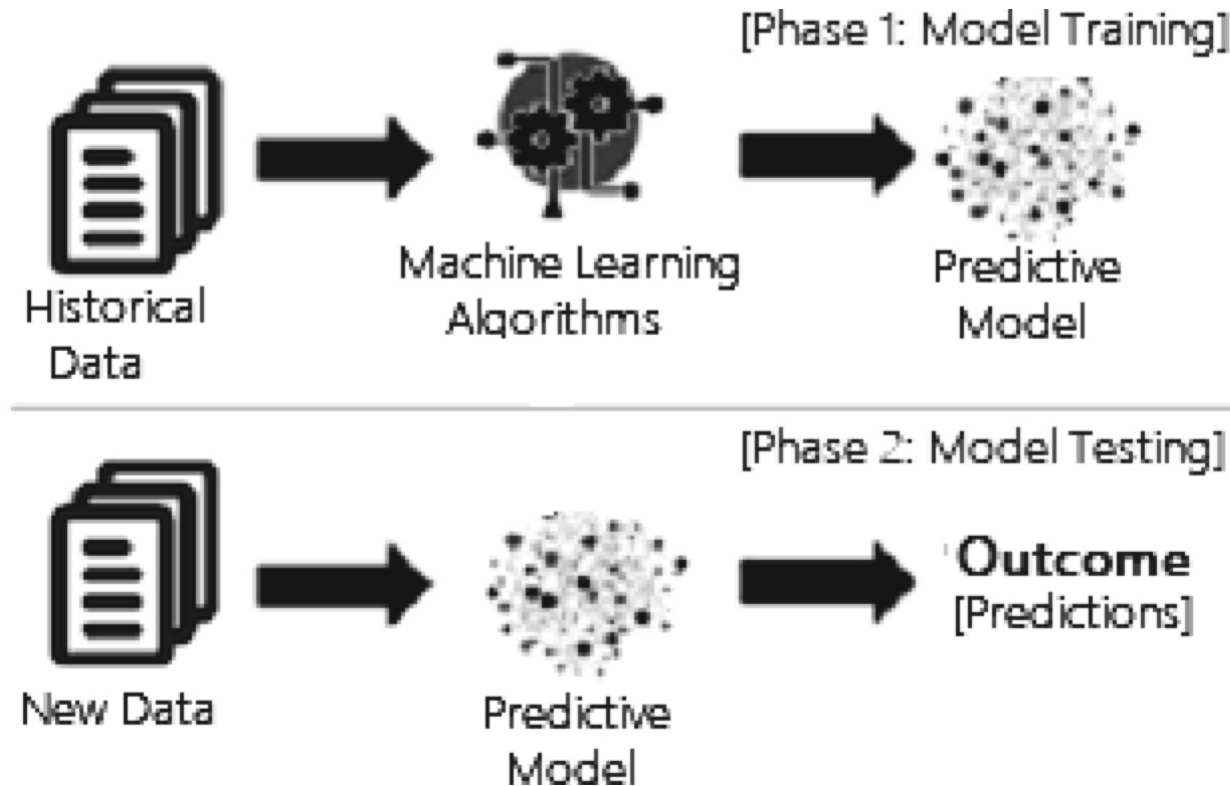 [Phase 1: Model Training]
Historical
Data
Machine Learning
Algorithms
Predictive
Model
[Phase 2: Model Testing]
New Data
Predictive
Model
Outcome
[Predictions]